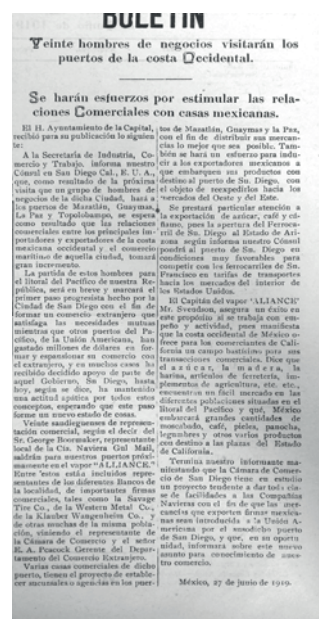 BOLETIN
Veinte hombres de negocios visitarán los
puertos de la costa Occidental.
Se harán esfuerzos por estimular las rela-
ciones Comerciales con casas mexicanas.
El H. Ayuntamiento de la Capital,
recibió para su publicación lo siguien
te:
A la Secretaría de Industria, Co-
mercio y Trabajo. informa nuestro
Cónsul en San Diego Cal., E. U. A.,
que, como resultado de la próxima
visita que un grupo de hombres de
negocios de la dicha Ciudad, hará a
los puertos de Mazatlán, Guaymas,
La Paz y Topolobampo, se espera
como resultado que las relaciones
comerciales entre los principales im-
portadores y exportadores de la costa
mexicana occidental y el comercio
marítimo de aquella ciudad, tomará
gran incremento.
La partida de estos hombres para
el litoral del Pacífico de nuestra Re-
pública, será en breve y marcará el
primer paso progresista hecho por la
Ciudad de San Diego con el fin de
formar un comercio extranjero que
satisfaga las necesidades mutuas
mientras que otros puertos del Pa-
cífico, de la Unión Americana, han
gastado millones de dólares en for-
mar y expansionar su comercio con
el extranjero, y en muchos casos han
recibido decidido apoyo de parte de
aquel Gobierno, San Diego, hasta
hoy, según se dice, ha mantenido
una actitud apática por todos estos
conceptos, esperando que este paso
forme un nuevo estado de cosas.
Veinte sandieguenses de represen-
tación comercial, según el decir del
Sr. George Boormaker, representante
local de la Cía. Naviera Gul Mail,
saldrán para nuestros puertos próxi-
mamente en el vapor "ALLIANCE."
Entre éstos está incluidos repre-
sentantes de los diferentes Bancos de
la localidad, de importantes firmas
comerciales, tales como la Savage
Tire Co., de la Western Metal Co.,
de la Klauber Wangenheim Co., y
de otras muchas de la misma pobla-
ción, viniendo el representante de
la Cámara de Comercio y el señor
E. A. Peacock Gerente del Depar-
tamento del Comercio Extranjero.
Varias casas comerciales de dicho
puerto, tienen el proyecto de estable-
cer sucursales o agencias en los puer-
tos de Mazatlán, Guaymas y la Paz,
con el fin de distribuir sus mercan-
cías lo mejor que sea posible. Tam-
bién se hará un esfuerzo para indu-
cir a los exportadores mexicanos a
que embarquen sus productos con
destino al puerto de Sn. Diego, con
el objeto de reexpedirlos hacia los
mercados del Oeste y del Este.
Se prestará particular atención a
la exportación de azúcar, café y cá-
ñamo, pues la apertura del Ferroca-
rril de Sn. Diego al Estado de Ari-
zona según informa nuestro Cónsul
pondrá al puerto de Sn. Diego en
condiciones muy favorables para
competir con los ferrocarriles de Sn.
Francisco en tarifas de transportes
hacia los mercados del interior de
los Estados Unidos.
El Capitán del vapor 'ALIANCE'
Mr. Svendson, asegura un éxito en
este propósito si se trabaja con em-
peño y actividad, pues manifiesta
que la costa occidental de México o-
frece para los comerciantes de Cali-
fornia un campo bastísimo para sus
transacciones comerciales. Dice que
el azúcar, la madera, la
harina, artículos de ferretería, im-
plementos de agricultura, etc. etc.,
encuentran un fácil mercado en las
diferentes poblaciones situadas en el
litoral del Pacífico y qué, México
embarcará grandes cantidades de
moscabado, café, pieles, panocha,
legumbres y otros varios productos
con destino a las plazas del Estado
de California.
Termina nuestro informante ma-
nifestando que la Cámara de Comer-
cio de San Diego tiene en estudio
un proyecto tendente a dar toda cla-
se de facilidades a las Compañías
Navieras con el fin de que las mer-
cancías que exporten firmas mexica-
nas sean introducidas a la Unión A-
mericana por el susodicho puerto
de San Diego, y que, en su oportu-
nidad, informará sobre este nuevo
asunto para conocimiento de nues-
tro comercio.
México, 27 de junio de 1919.